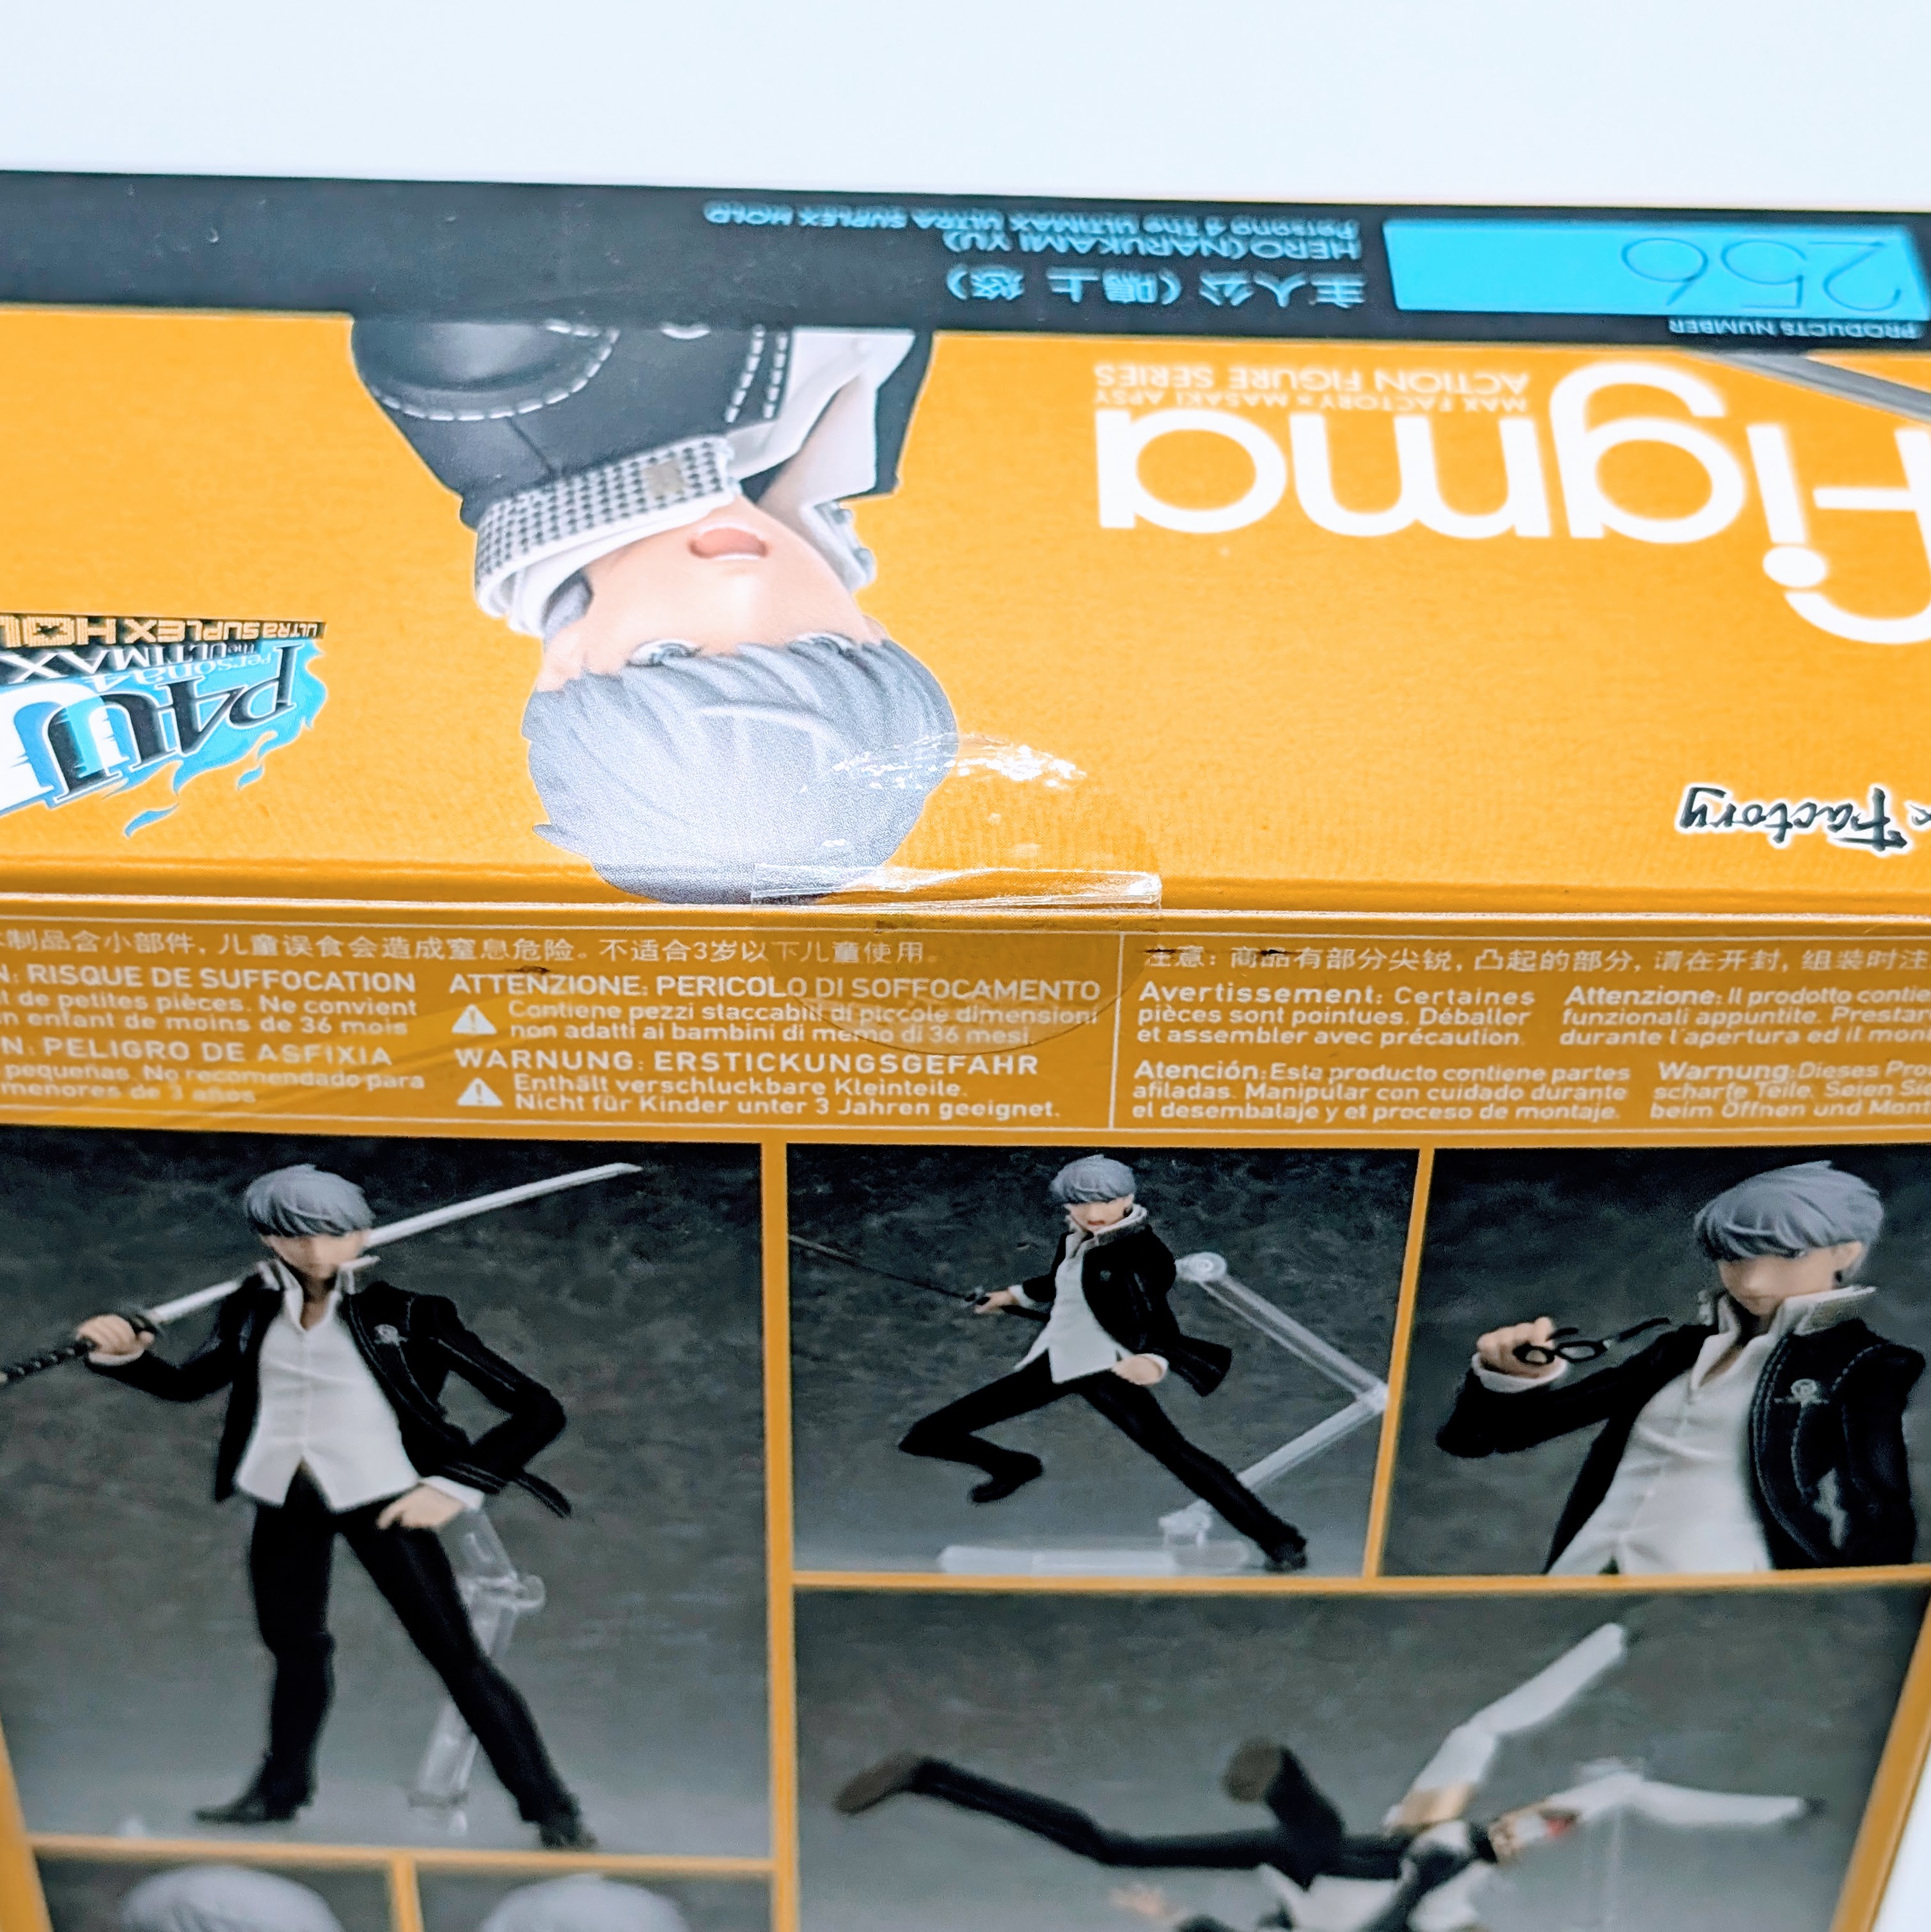 PRODUCTS NUMBER
256
主人公（鳴上 悠）
HERO (NARUKAMI YU)
Persona 4 The ULTIMAX ULTRA SUPLEX HOLD
figma
MAX FACTORY × MASAKI APSY
ACTION FIGURE SERIES
Factory
P4U
Persona4
The ULTIMAX
ULTRA SUPLEX HOL
制品含小部件, 儿童误食会造成窒息危险。不适合3岁以下儿童使用。
N: RISQUE DE SUFFOCATION
t de petites pièces. Ne convient
n enfant de moins de 36 mois
N: PELIGRO DE ASFIXIA
pequeñas. No recomendado para
menores de 3 años
ATTENZIONE: PERICOLO DI SOFFOCAMENTO
Contiene pezzi staccabili di piccole dimensioni
non adatti ai bambini di meno di 36 mesi.
WARNUNG: ERSTICKUNGSGEFAHR
Enthält verschluckbare Kleinteile.
Nicht für Kinder unter 3 Jahren geeignet.
注意: 商品有部分尖锐, 凸起的部分, 请在开封, 组装时注
Avertissement: Certaines
pièces sont pointues. Déballer
et assembler avec précaution.
Attenzione: Il prodotto contie
funzionali appuntite. Prestar
durante l'apertura ed il mon
Atención: Este producto contiene partes
afiladas. Manipular con cuidado durante
el desembalaje y el proceso de montaje.
Warnung: Dieses Pro
scharfe Teile. Seien Si
beim Öffnen und Mon